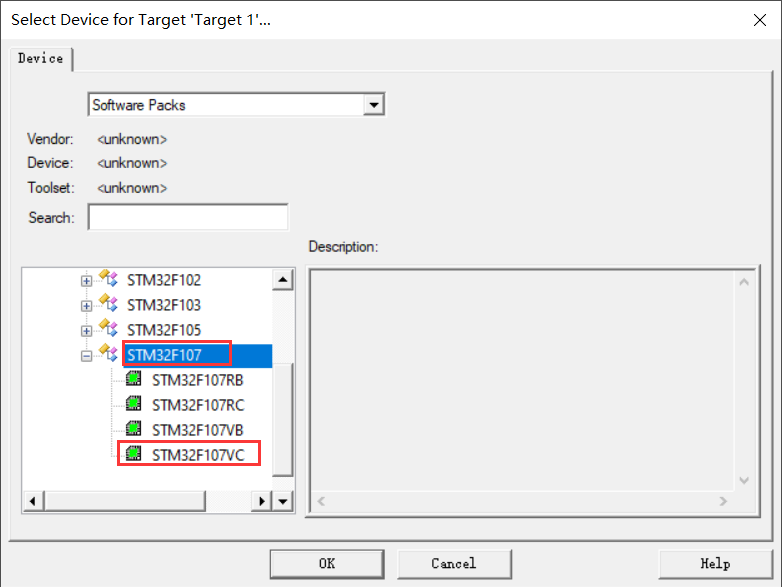 Select Device for Target 'Target 1'...
Device
Software Packs
Vendor: <unknown>
Device: <unknown>
Toolset: <unknown>
Search:
Description:
STM32F102
STM32F103
STM32F105
STM32F107
STM32F107RB
STM32F107RC
STM32F107VB
STM32F107VC
OK Cancel Help